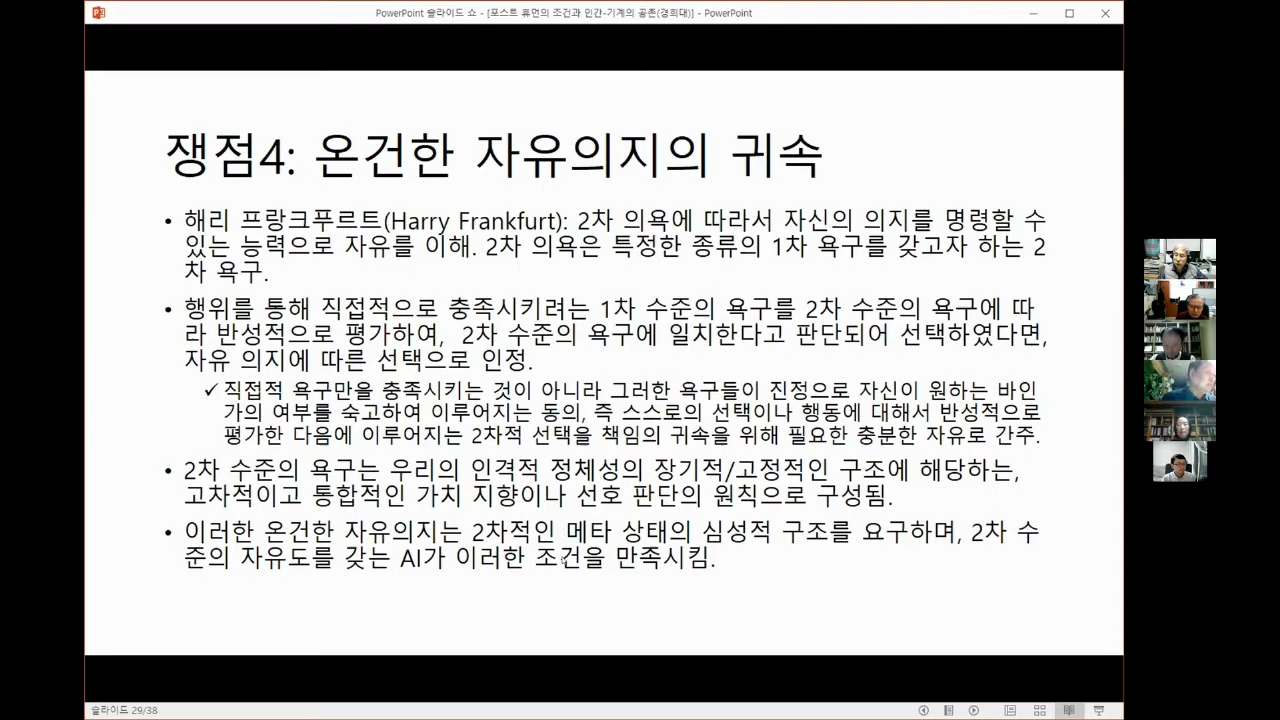 PowerPoint 슬라이드 쇼 - [포스트 휴먼의 조건과 인간-기계의 공존(경희대)] - PowerPoint
쟁점4: 온건한 자유의지의 귀속
• 해리 프랑크푸르트(Harry Frankfurt): 2차 의욕에 따라서 자신의 의지를 명령할 수
있는 능력으로 자유를 이해. 2차 의욕은 특정한 종류의 1차 욕구를 갖고자 하는 2
차 욕구.
• 행위를 통해 직접적으로 충족시키려는 1차 수준의 욕구를 2차 수준의 욕구에 따
라 반성적으로 평가하여, 2차 수준의 욕구에 일치한다고 판단되어 선택하였다면,
자유 의지에 따른 선택으로 인정.
✓직접적 욕구만을 충족시키는 것이 아니라 그러한 욕구들이 진정으로 자신이 원하는 바인
가의 여부를 숙고하여 이루어지는 동의, 즉 스스로의 선택이나 행동에 대해서 반성적으로
평가한 다음에 이루어지는 2차적 선택을 책임의 귀속을 위해 필요한 충분한 자유로 간주.
• 2차 수준의 욕구는 우리의 인격적 정체성의 장기적/고정적인 구조에 해당하는,
고차적이고 통합적인 가치 지향이나 선호 판단의 원칙으로 구성됨.
• 이러한 온건한 자유의지는 2차적인 메타 상태의 심성적 구조를 요구하며, 2차 수
준의 자유도를 갖는 AI가 이러한 조건을 만족시킴.
슬라이드 29/38